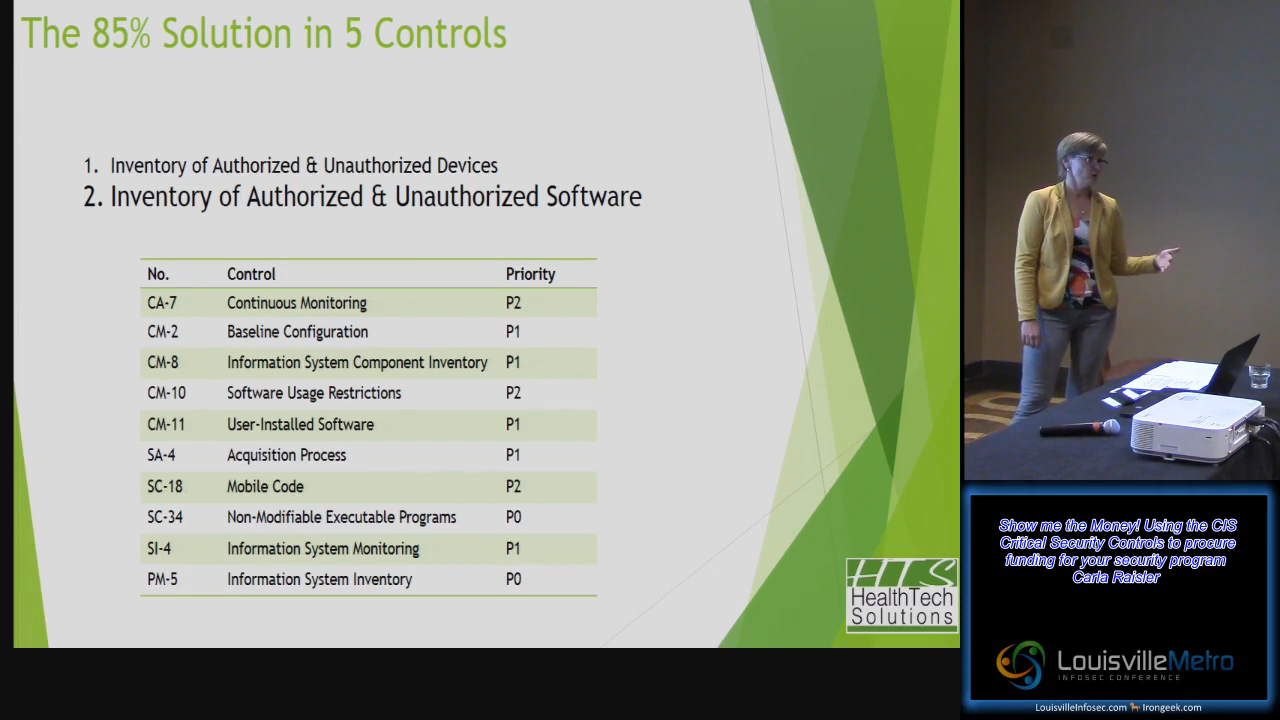 The 85% Solution in 5 Controls
1. Inventory of Authorized & Unauthorized Devices
2. Inventory of Authorized & Unauthorized Software
No. Control Priority
CA-7 Continuous Monitoring P2
CM-2 Baseline Configuration P1
CM-8 Information System Component Inventory P1
CM-10 Software Usage Restrictions P2
CM-11 User-Installed Software P1
SA-4 Acquisition Process P1
SC-18 Mobile Code P2
SC-34 Non-Modifiable Executable Programs P0
SI-4 Information System Monitoring P1
PM-5 Information System Inventory P0
HTS
HealthTech
Solutions
Show me the Money! Using the CIS
Critical Security Controls to procure
funding for your security program
Carla Raisler
LouisvilleMetro
INFOSEC CONFERENCE
LouisvilleInfosec.com Irongeek.com